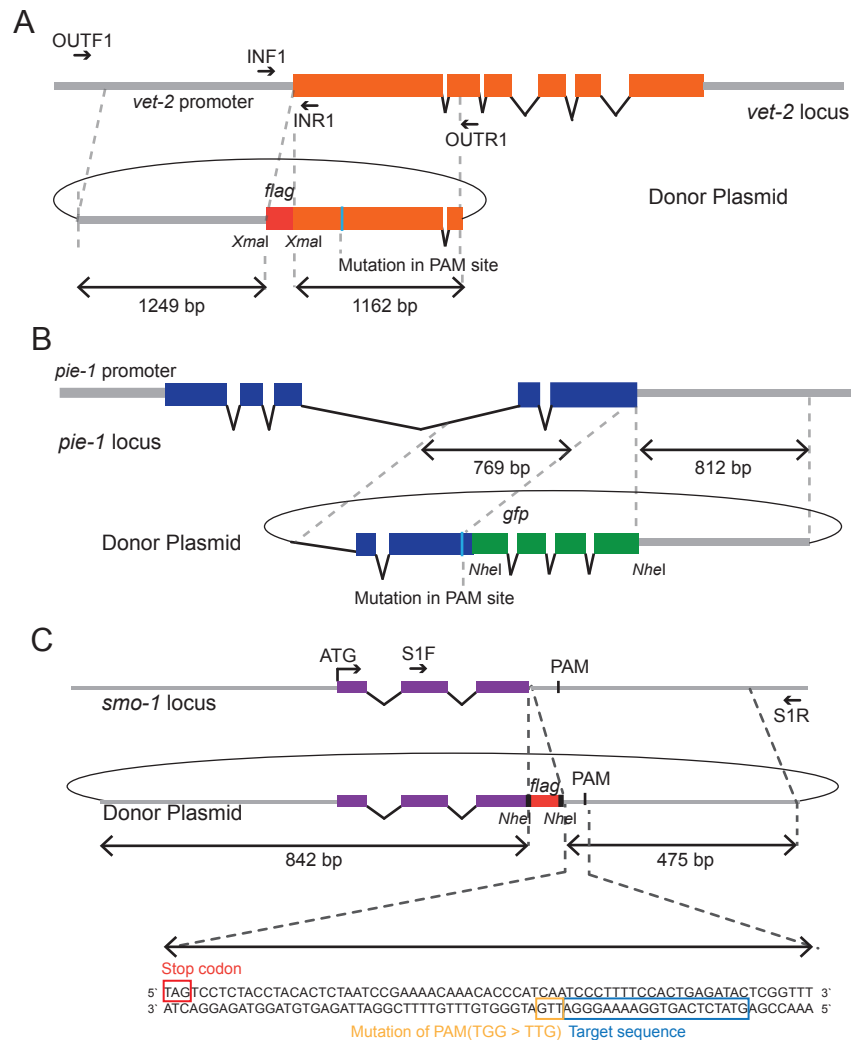 A
OUTF1
INF1
vet-2 promoter
INR1
vet-2 locus
OUTR1
flag
Donor Plasmid
XmaI XmaI
Mutation in PAM site
1249 bp
1162 bp
B
pie-1 promoter
pie-1 locus
769 bp
812 bp
gfp
Donor Plasmid
NheI
NheI
Mutation in PAM site
C
ATG
S1F
PAM
smo-1 locus
S1R
flag
PAM
Donor Plasmid
NheI
NheI
842 bp
475 bp
Stop codon
5` TAGTCCTCTACCTACACTCTAATCCGAAAACAAACACCCATCAATCCCTTTTCCACTGAGATACTCGGTTT 3`
3` ATCAGGAGATGGATGTGAGATTAGGCTTTTGTTTGTGGGTAGTTAGGGAAAAGGTGACTCTATGAGCCAAA 5`
Mutation of PAM(TGG > TTG) Target sequence